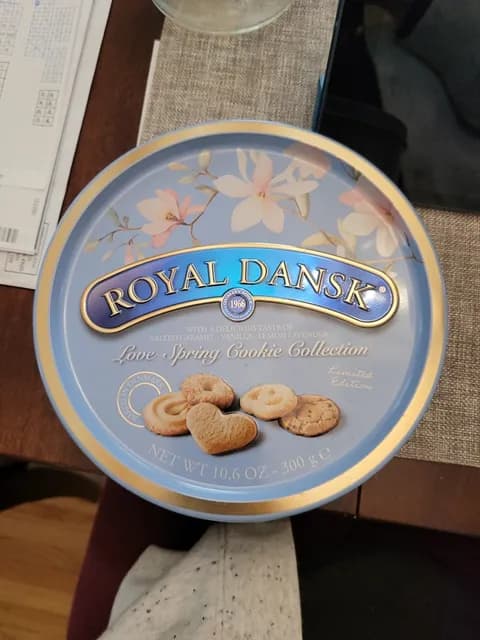 ROYAL DANSK®
1966
WITH A DELICIOUS TASTE OF
SALTED CARAMEL · VANILLA · LEMON · LAVENDER
Love Spring Cookie Collection
Limited
Edition
NET WT 10.6 OZ - 300 g e